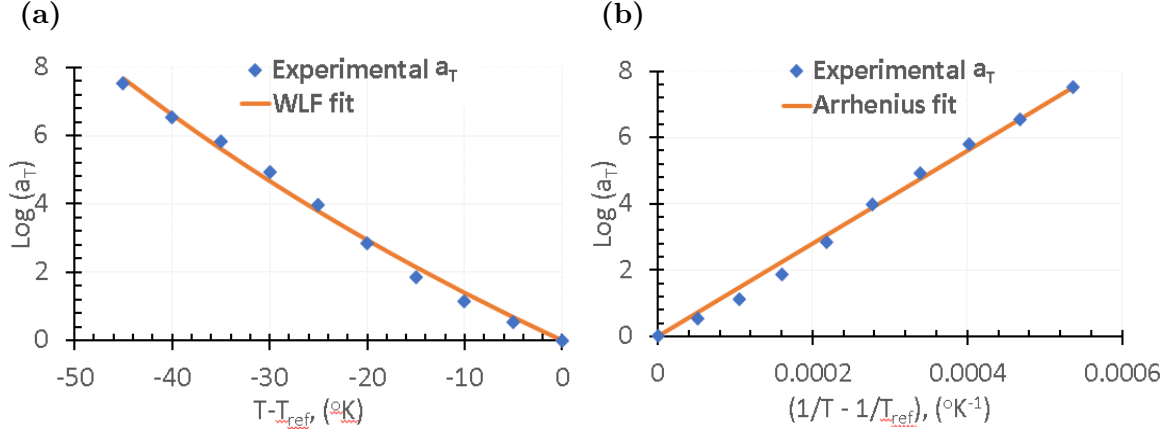 (a)
8
6
4
2
0
Log (a_T)
Experimental a_T
WLF fit
-50 -40 -30 -20 -10 0
T-T_ref, (°K)
(b)
8
6
4
2
0
Log (a_T)
Experimental a_T
Arrhenius fit
0 0.0002 0.0004 0.0006
(1/T - 1/T_ref), (°K⁻¹)